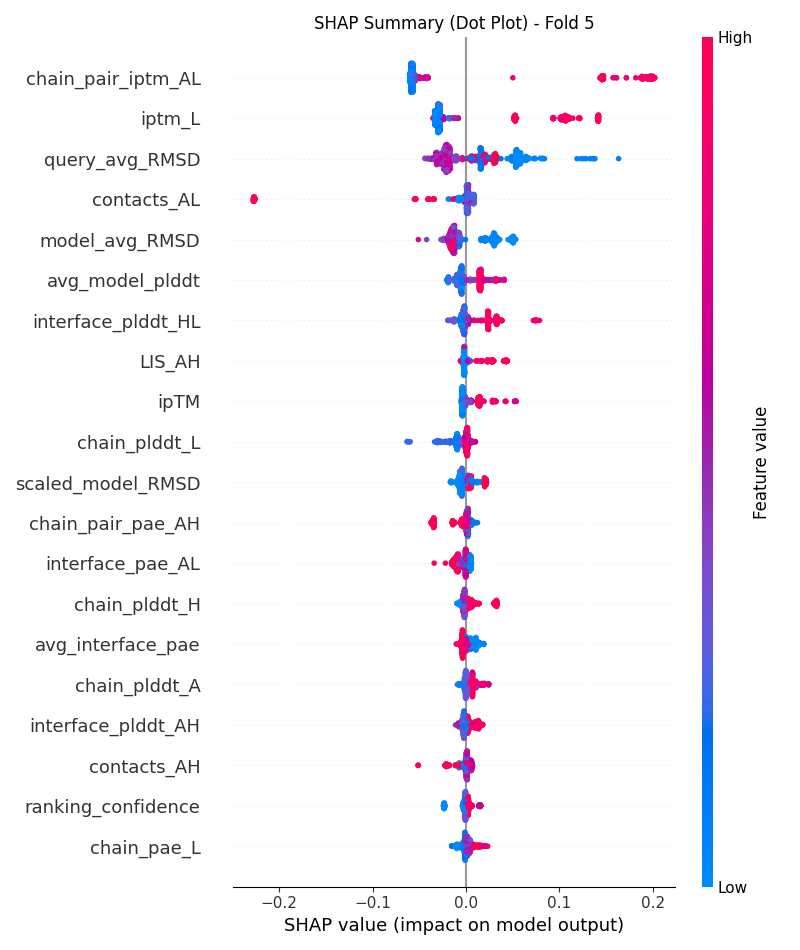 SHAP Summary (Dot Plot) - Fold 5
High
chain_pair_iptm_AL
iptm_L
query_avg_RMSD
contacts_AL
model_avg_RMSD
avg_model_plddt
interface_plddt_HL
LIS_AH
ipTM
chain_plddt_L
scaled_model_RMSD
chain_pair_pae_AH
interface_pae_AL
chain_plddt_H
avg_interface_pae
chain_plddt_A
interface_plddt_AH
contacts_AH
ranking_confidence
chain_pae_L
Feature value
Low
−0.2 −0.1 0.0 0.1 0.2
SHAP value (impact on model output)